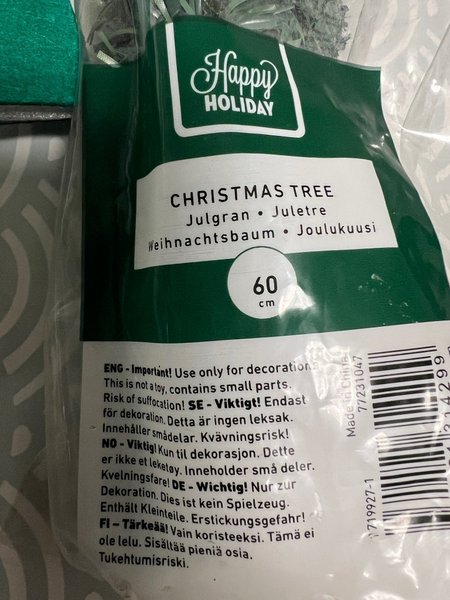 Happy
HOLIDAY
CHRISTMAS TREE
Julgran • Juletre
Weihnachtsbaum • Joulukuusi
60
cm
ENG - Important! Use only for decoration.
This is not a toy, contains small parts.
Risk of suffocation! SE - Viktigt! Endast
för dekoration. Detta är ingen leksak.
Innehåller smådelar. Kvävningsrisk!
NO - Viktig! Kun til dekorasjon. Dette
er ikke et leketøy. Inneholder små deler.
Kvelningsfare! DE - Wichtig! Nur zur
Dekoration. Dies ist kein Spielzeug.
Enthält Kleinteile. Erstickungsgefahr!
FI - Tärkeää! Vain koristeeksi. Tämä ei
ole lelu. Sisältää pieniä osia.
Tukehtumisriski.
Made in China
77231047
719927-1